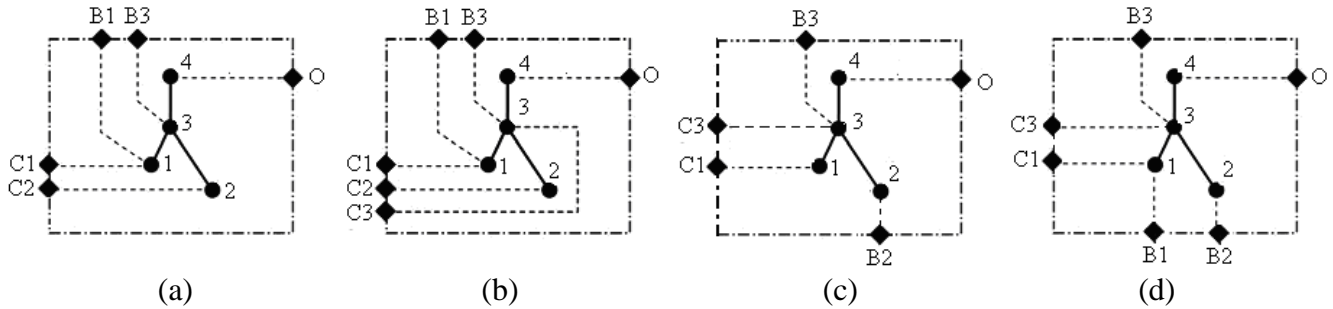 B1 B3 B1 B3 B3 B3
4 O 4 O 4 O 4 O
3 3 C3 3 C3 3
C1 1 C1 1 C1 1 C1 1
C2 2 C2 2 2 2
C3
B2 B1 B2
(a) (b) (c) (d)